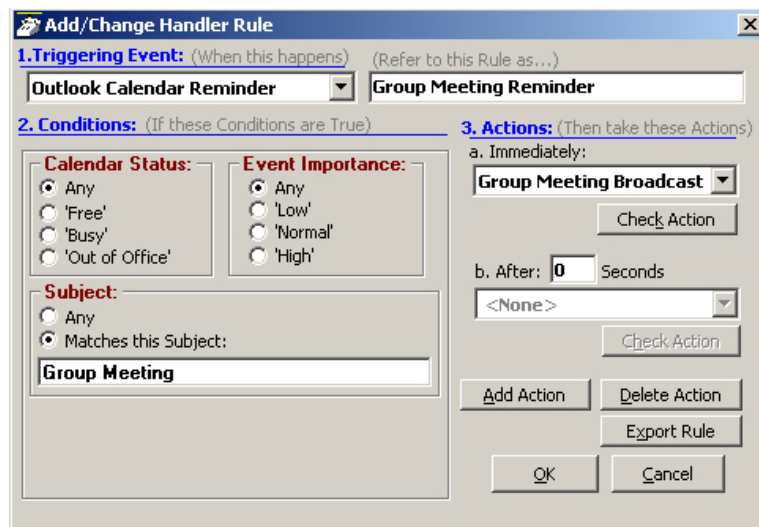 Add/Change Handler Rule
1.Triggering Event: (When this happens)
(Refer to this Rule as...)
Outlook Calendar Reminder
Group Meeting Reminder
2. Conditions: (If these Conditions are True)
Calendar Status:
Any
'Free'
'Busy'
'Out of Office'
Event Importance:
Any
'Low'
'Normal'
'High'
Subject:
Any
Matches this Subject:
Group Meeting
3. Actions: (Then take these Actions)
a. Immediately:
Group Meeting Broadcast
Check Action
b. After: 0 Seconds
<None>
Check Action
Add Action
Delete Action
Export Rule
OK
Cancel